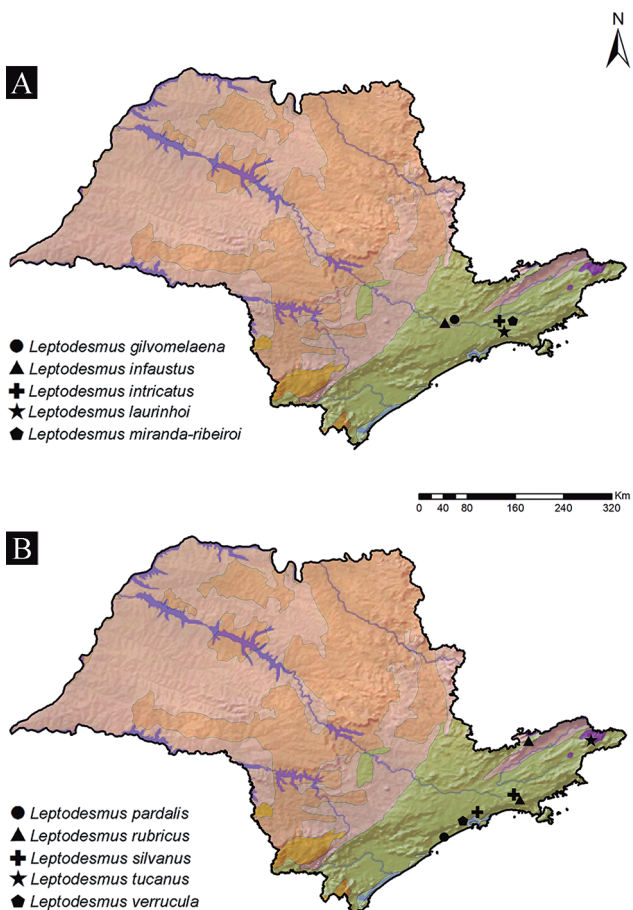 N
A
Leptodesmus gilvomelaena
Leptodesmus infaustus
Leptodesmus intricatus
Leptodesmus laurinhoi
Leptodesmus miranda-ribeiroi
Km
0 40 80 160 240 320
B
Leptodesmus pardalis
Leptodesmus rubricus
Leptodesmus silvanus
Leptodesmus tucanus
Leptodesmus verrucula